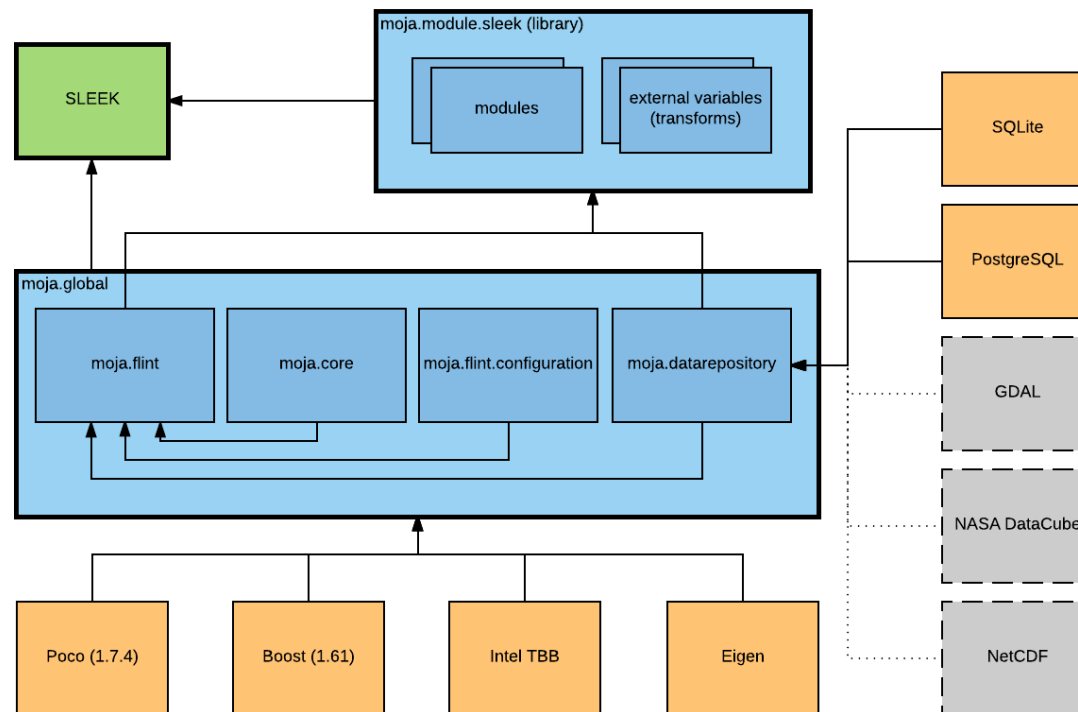 moja.module.sleek (library)
SLEEK
modules
external variables
(transforms)
SQLite
PostgreSQL
moja.global
moja.flint
moja.core
moja.flint.configuration
moja.datarepository
GDAL
NASA DataCube
Poco (1.7.4)
Boost (1.61)
Intel TBB
Eigen
NetCDF